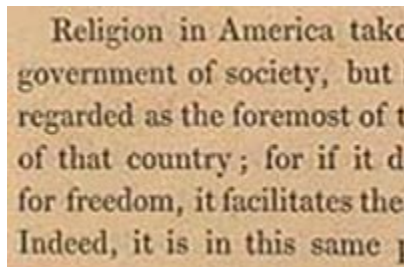 Religion in America take
government of society, but
regarded as the foremost of t
of that country; for if it d
for freedom, it facilitates the
Indeed, it is in this same p